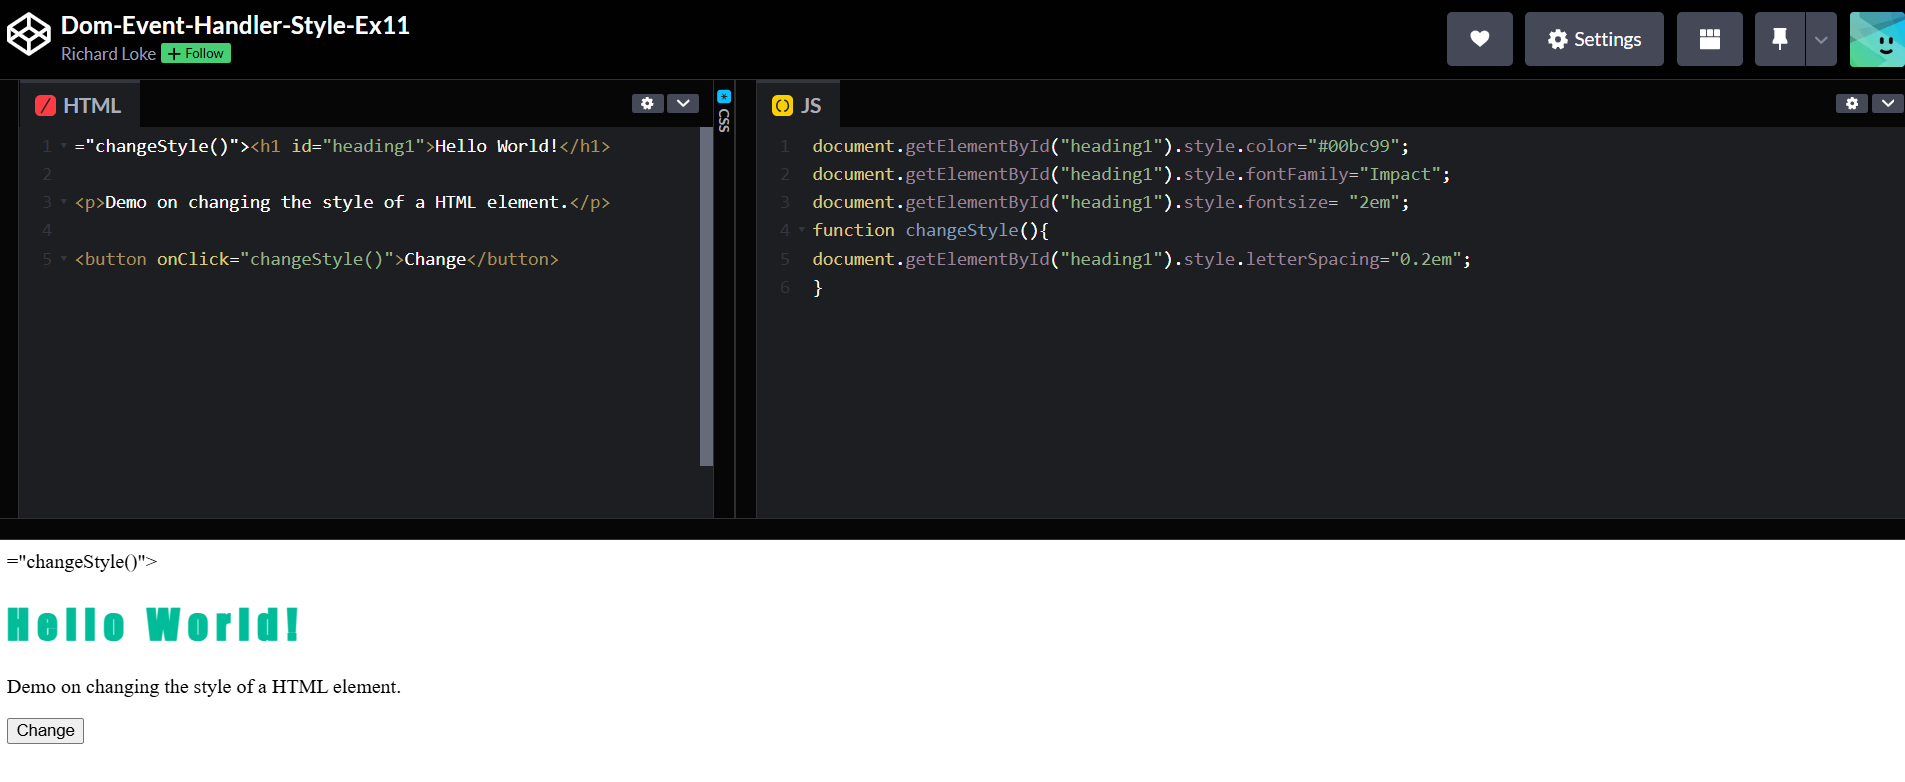 Dom-Event-Handler-Style-Ex11
Richard Loke + Follow
Settings
HTML
1 ="changeStyle()"><h1 id="heading1">Hello World!</h1>
2
3 <p>Demo on changing the style of a HTML element.</p>
4
5 <button onClick="changeStyle()">Change</button>
CSS
JS
1 document.getElementById("heading1").style.color="#00bc99";
2 document.getElementById("heading1").style.fontFamily="Impact";
3 document.getElementById("heading1").style.fontsize= "2em";
4 function changeStyle(){
5 document.getElementById("heading1").style.letterSpacing="0.2em";
6 }
="changeStyle()">
Hello World!
Demo on changing the style of a HTML element.
Change